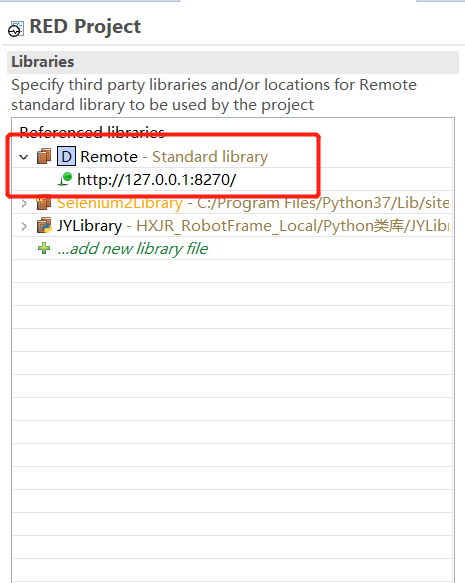 RED Project
Libraries
Specify third party libraries and/or locations for Remote
standard library to be used by the project
Referenced libraries
D Remote - Standard library
http://127.0.0.1:8270/
Selenium2Library - C:/Program Files/Python37/Lib/site
JYLibrary - HXJR_RobotFrame_Local/Python类库/JYLibr
...add new library file